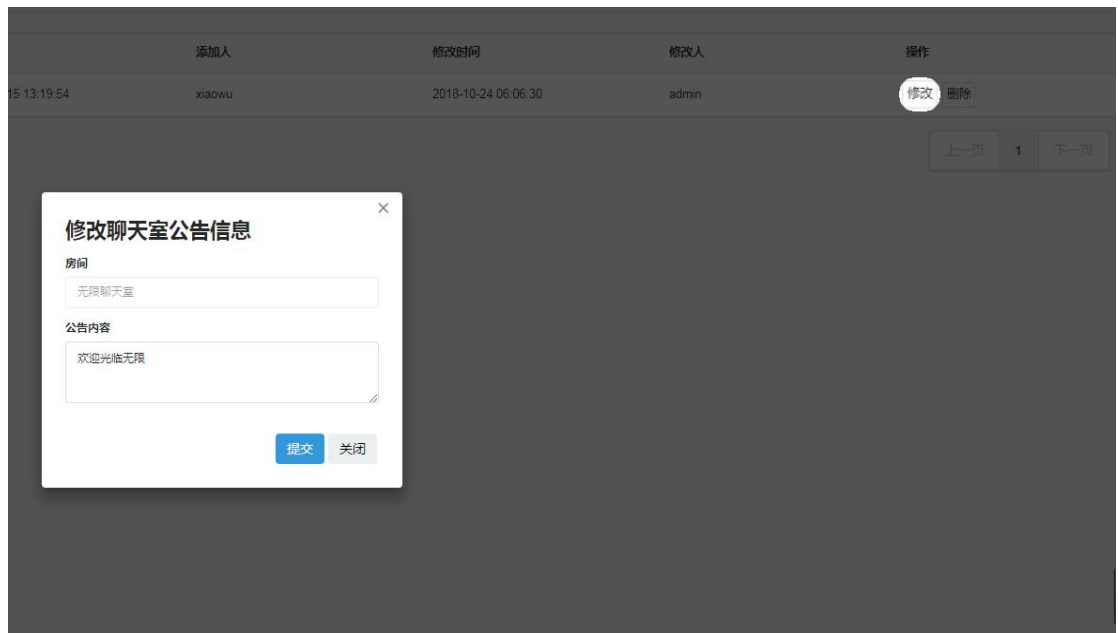 添加人 修改时间 修改人 操作
15 13:19:54 xiaowu 2018-10-24 06:06:30 admin 修改 删除
上一页 1 下一页
×
修改聊天室公告信息
房间
无限聊天室
公告内容
欢迎光临无限
提交 关闭